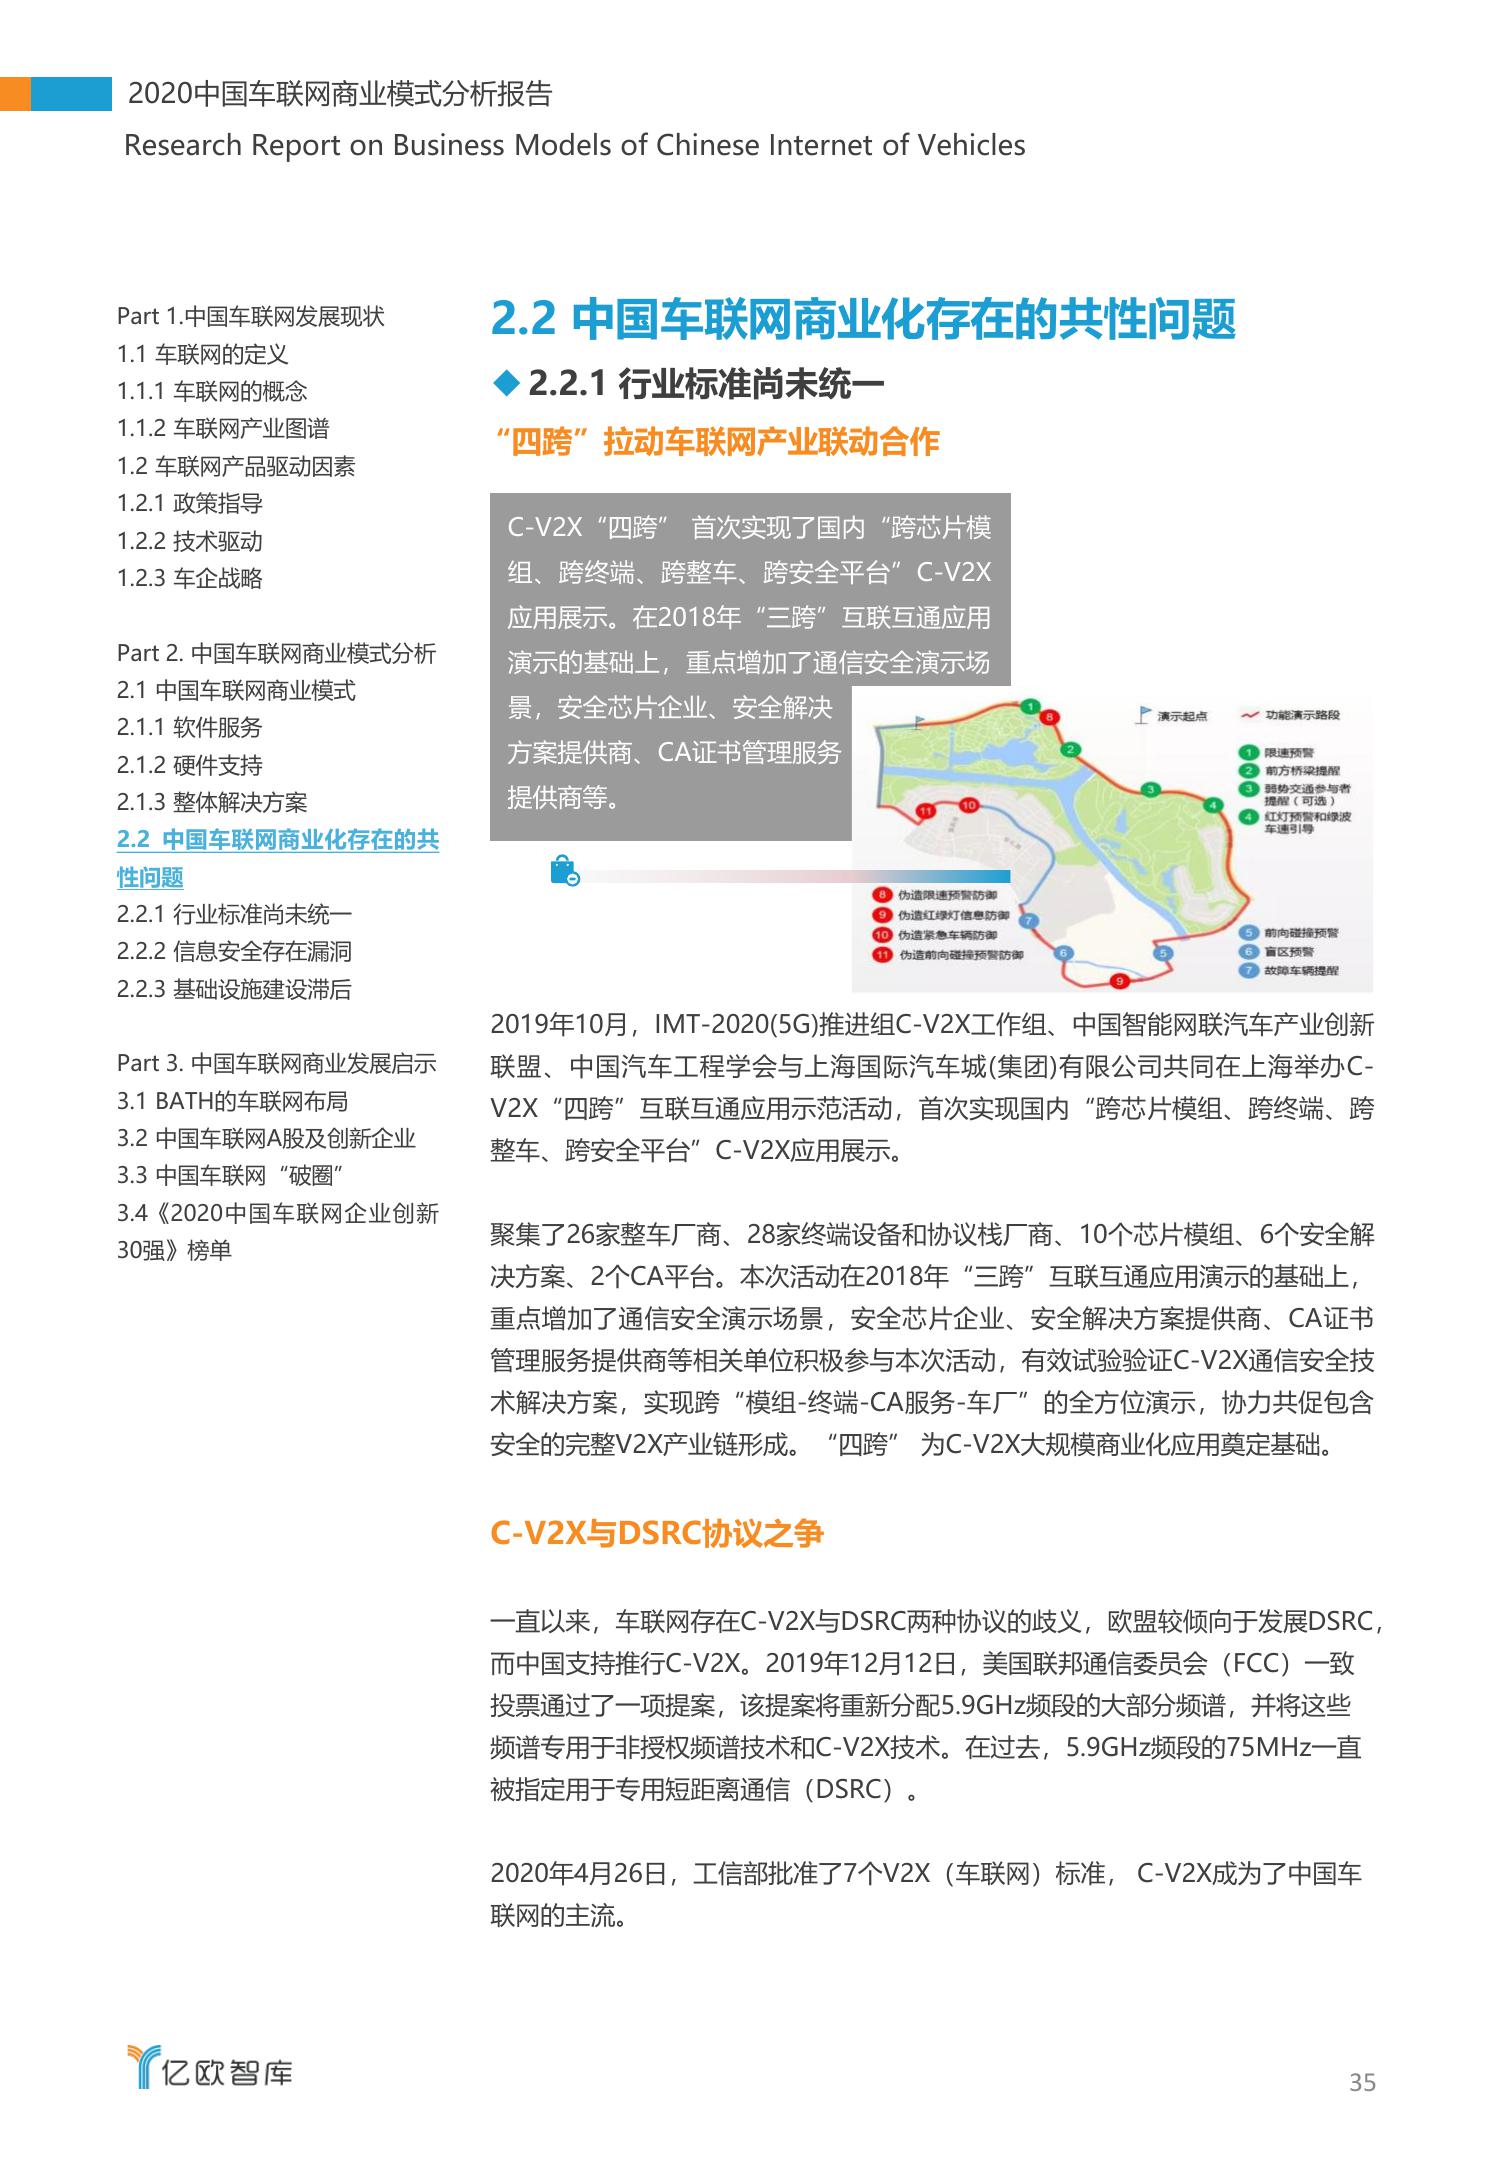 2020中国车联网商业模式分析报告
Research Report on Business Models of Chinese Internet of Vehicles
Part 1.中国车联网发展现状
1.1 车联网的定义
1.1.1 车联网的概念
1.1.2 车联网产业图谱
1.2 车联网产品驱动因素
1.2.1 政策指导
1.2.2 技术驱动
1.2.3 车企战略
Part 2. 中国车联网商业模式分析
2.1 中国车联网商业模式
2.1.1 软件服务
2.1.2 硬件支持
2.1.3 整体解决方案
2.2 中国车联网商业化存在的共
性问题
2.2.1 行业标准尚未统一
2.2.2 信息安全存在漏洞
2.2.3 基础设施建设滞后
Part 3. 中国车联网商业发展启示
3.1 BATH的车联网布局
3.2 中国车联网A股及创新企业
3.3 中国车联网“破圈”
3.4《2020中国车联网企业创新
30强》榜单
2.2 中国车联网商业化存在的共性问题
◆ 2.2.1 行业标准尚未统一
“四跨”拉动车联网产业联动合作
C-V2X“四跨” 首次实现了国内“跨芯片模
组、跨终端、跨整车、跨安全平台”C-V2X
应用展示。在2018年“三跨”互联互通应用
演示的基础上，重点增加了通信安全演示场
景，安全芯片企业、安全解决
方案提供商、CA证书管理服务
提供商等。
演示起点
功能演示路段
1 限速预警
2 前方桥梁提醒
3 弱势交通参与者
提醒（可选）
4 红灯预警和绿波
车速引导
8 伪造限速预警防御
9 伪造红绿灯信息防御
10 伪造紧急车辆防御
11 伪造前向碰撞预警防御
5 前向碰撞预警
6 盲区预警
7 故障车辆提醒
1
8
2
3
4
11
10
7
6
5
9
2019年10月，IMT-2020(5G)推进组C-V2X工作组、中国智能网联汽车产业创新
联盟、中国汽车工程学会与上海国际汽车城(集团)有限公司共同在上海举办C-
V2X“四跨”互联互通应用示范活动，首次实现国内“跨芯片模组、跨终端、跨
整车、跨安全平台”C-V2X应用展示。
聚集了26家整车厂商、28家终端设备和协议栈厂商、10个芯片模组、6个安全解
决方案、2个CA平台。本次活动在2018年“三跨”互联互通应用演示的基础上，
重点增加了通信安全演示场景，安全芯片企业、安全解决方案提供商、CA证书
管理服务提供商等相关单位积极参与本次活动，有效试验验证C-V2X通信安全技
术解决方案，实现跨“模组-终端-CA服务-车厂”的全方位演示，协力共促包含
安全的完整V2X产业链形成。“四跨” 为C-V2X大规模商业化应用奠定基础。
C-V2X与DSRC协议之争
一直以来，车联网存在C-V2X与DSRC两种协议的歧义，欧盟较倾向于发展DSRC，
而中国支持推行C-V2X。2019年12月12日，美国联邦通信委员会（FCC）一致
投票通过了一项提案，该提案将重新分配5.9GHz频段的大部分频谱，并将这些
频谱专用于非授权频谱技术和C-V2X技术。在过去，5.9GHz频段的75MHz一直
被指定用于专用短距离通信（DSRC）。
2020年4月26日，工信部批准了7个V2X（车联网）标准， C-V2X成为了中国车
联网的主流。
亿欧智库
35